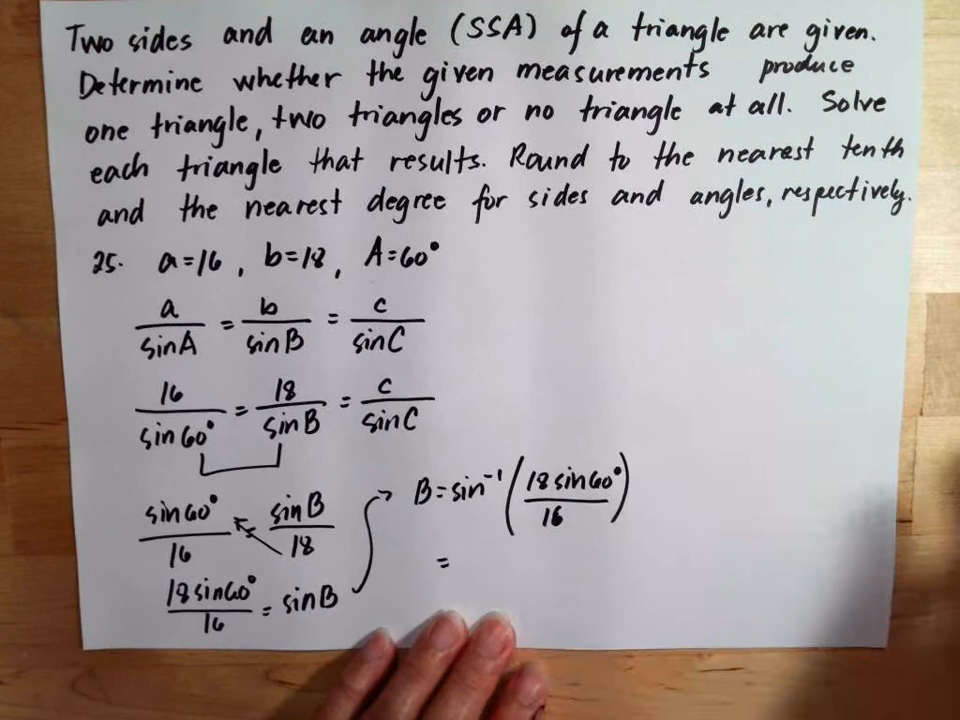 Two sides and an angle (SSA) of a triangle are given.
Determine whether the given measurements produce
one triangle, two triangles or no triangle at all. Solve
each triangle that results. Round to the nearest tenth
and the nearest degree for sides and angles, respectively.
25. a=16, b=18, A=60°
a/sinA = b/sinB = c/sinC
16/sin60° = 18/sinB = c/sinC
sin60°/16 = sinB/18
18sin60°/16 = sinB
B=sin⁻¹(18sin60°/16)
=